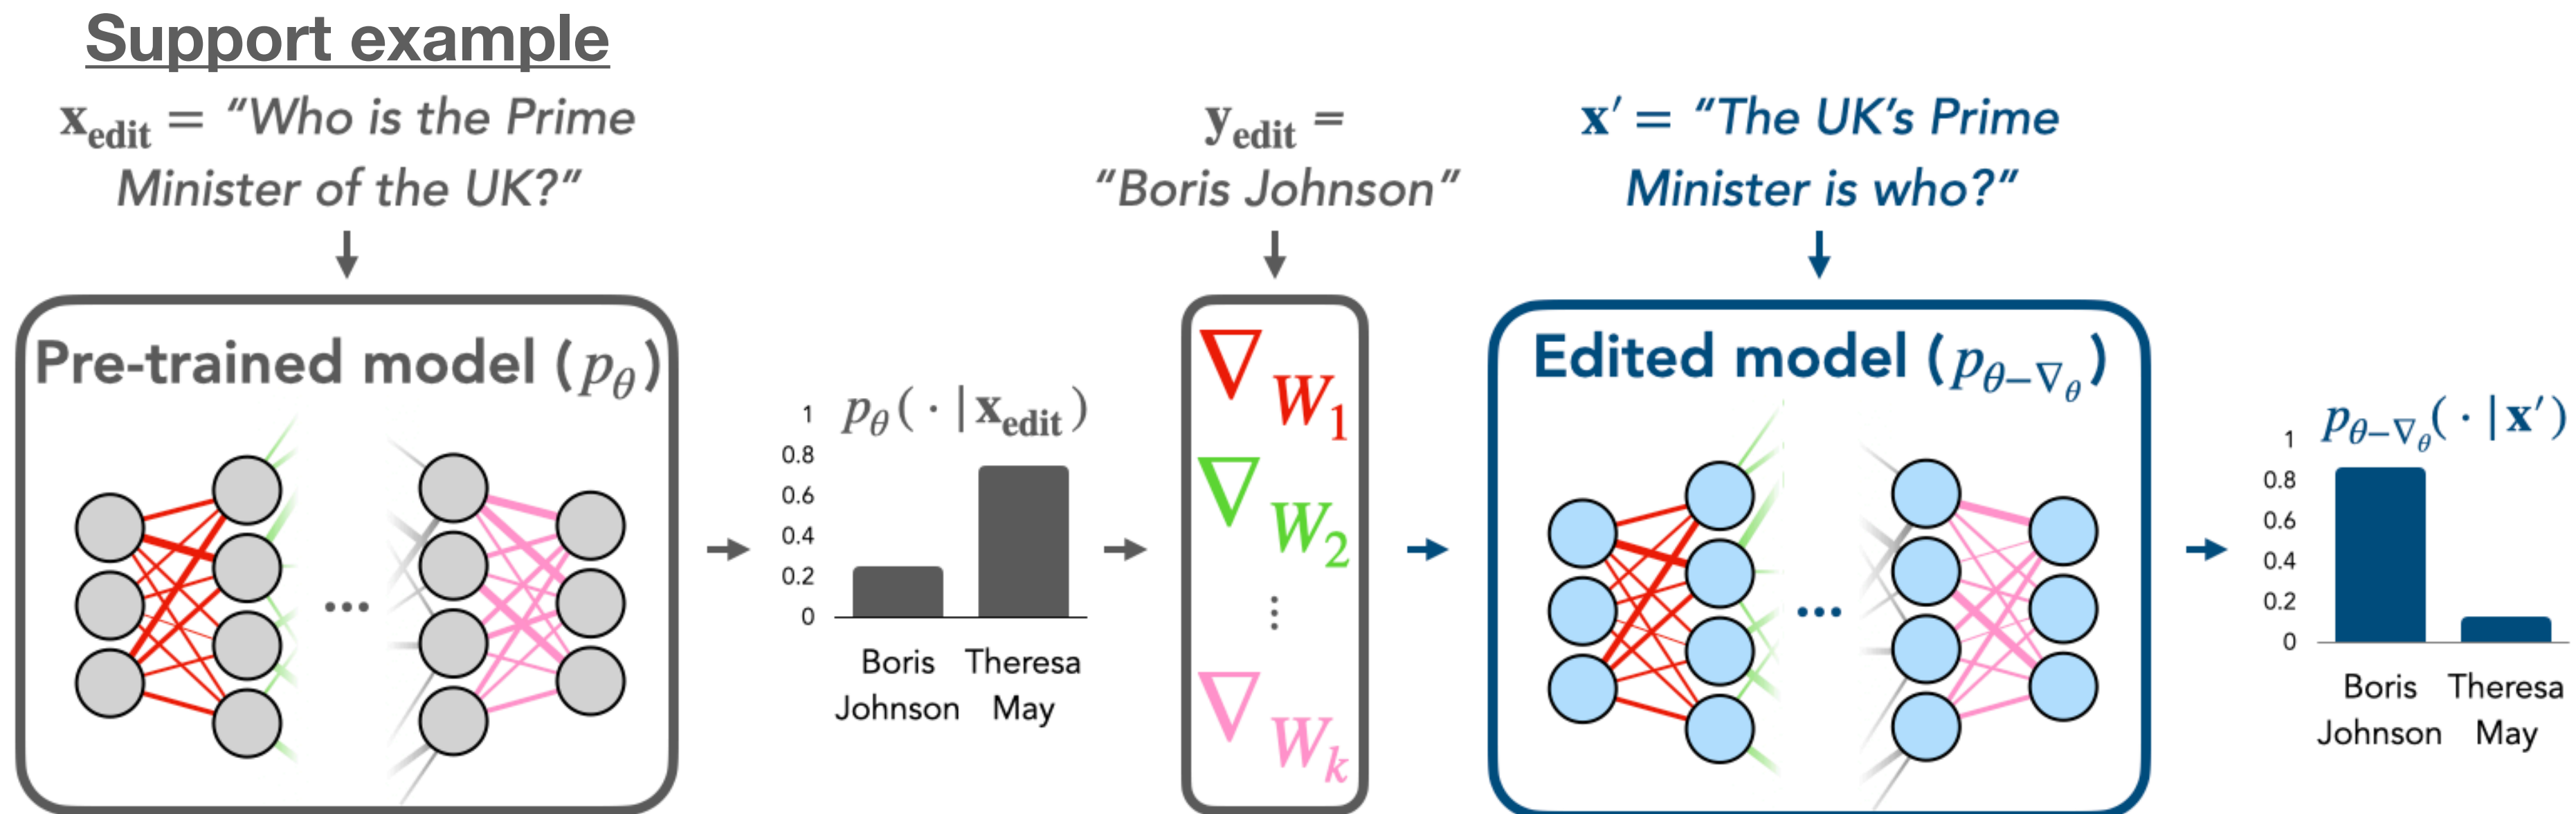 Support example
x_edit = "Who is the Prime
Minister of the UK?"
Pre-trained model (p_θ)
...
p_θ( · | x_edit )
1
0.8
0.6
0.4
0.2
0
Boris Johnson
Theresa May
y_edit =
"Boris Johnson"
∇ W_1
∇ W_2
⋮
∇ W_k
x′ = "The UK's Prime
Minister is who?"
Edited model (p_θ−∇_θ)
...
p_θ−∇_θ( · | x′)
1
0.8
0.6
0.4
0.2
0
Boris Johnson
Theresa May